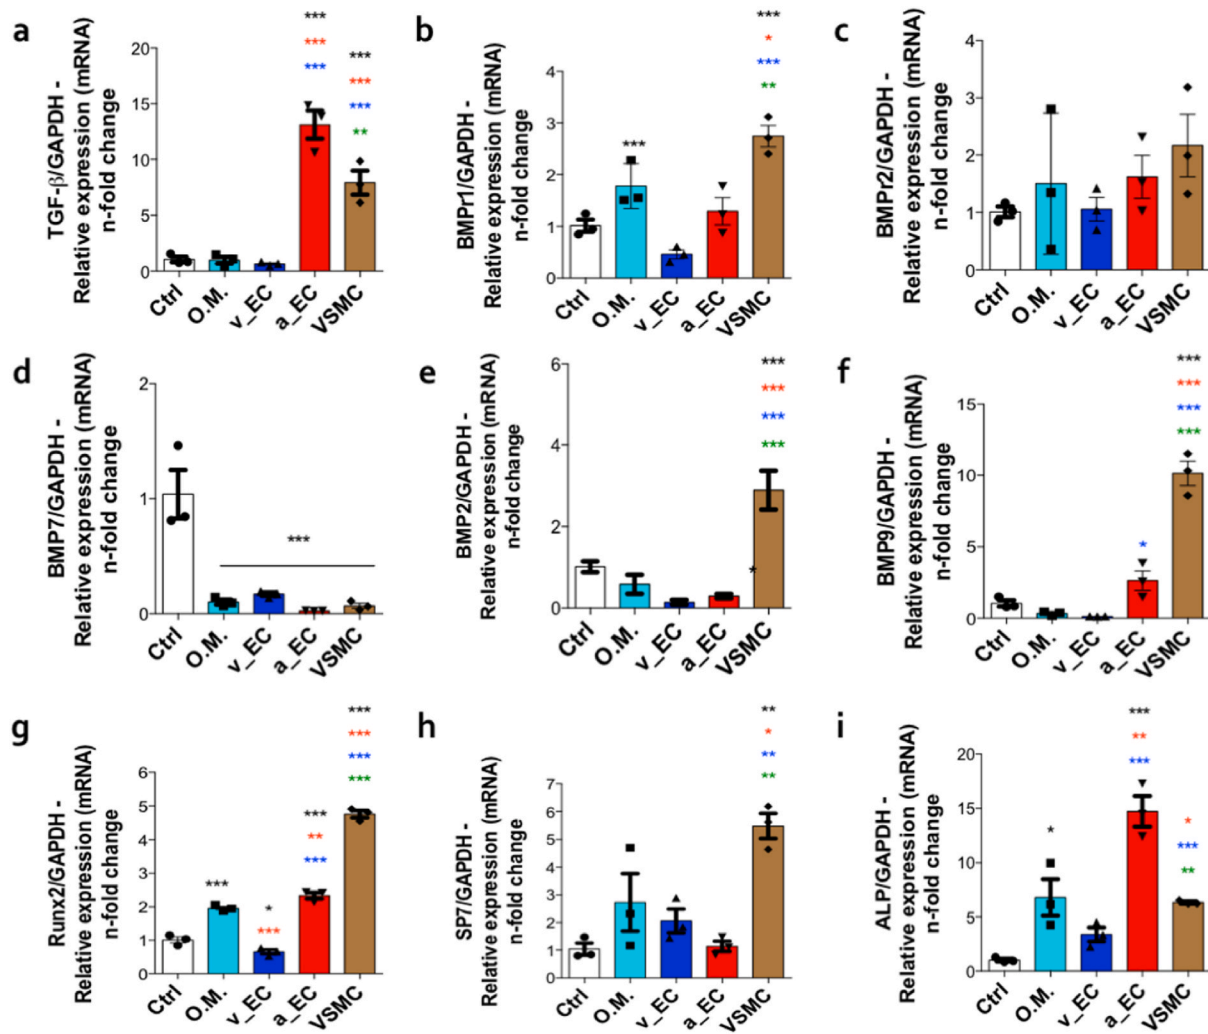 a
TGF-β/GAPDH -
Relative expression (mRNA)
n-fold change
20
15
10
5
0
***
***
***
***
***
***
**
Ctrl
O.M.
v_EC
a_EC
VSMC
b
BMPr1/GAPDH -
Relative expression (mRNA)
n-fold change
4
3
2
1
0
***
***
*
***
**
Ctrl
O.M.
v_EC
a_EC
VSMC
c
BMPr2/GAPDH -
Relative expression (mRNA)
n-fold change
4
3
2
1
0
Ctrl
O.M.
v_EC
a_EC
VSMC
d
BMP7/GAPDH -
Relative expression (mRNA)
n-fold change
2
1
0
***
Ctrl
O.M.
v_EC
a_EC
VSMC
e
BMP2/GAPDH -
Relative expression (mRNA)
n-fold change
6
4
2
0
***
***
***
***
*
Ctrl
O.M.
v_EC
a_EC
VSMC
f
BMP9/GAPDH -
Relative expression (mRNA)
n-fold change
15
10
5
0
*
***
***
***
***
Ctrl
O.M.
v_EC
a_EC
VSMC
g
Runx2/GAPDH -
Relative expression (mRNA)
n-fold change
6
5
4
3
2
1
0
***
*
***
***
**
***
***
***
***
***
Ctrl
O.M.
v_EC
a_EC
VSMC
h
SP7/GAPDH -
Relative expression (mRNA)
n-fold change
7
6
5
4
3
2
1
0
**
*
**
**
Ctrl
O.M.
v_EC
a_EC
VSMC
i
ALP/GAPDH -
Relative expression (mRNA)
n-fold change
20
15
10
5
0
*
***
**
***
*
***
**
Ctrl
O.M.
v_EC
a_EC
VSMC